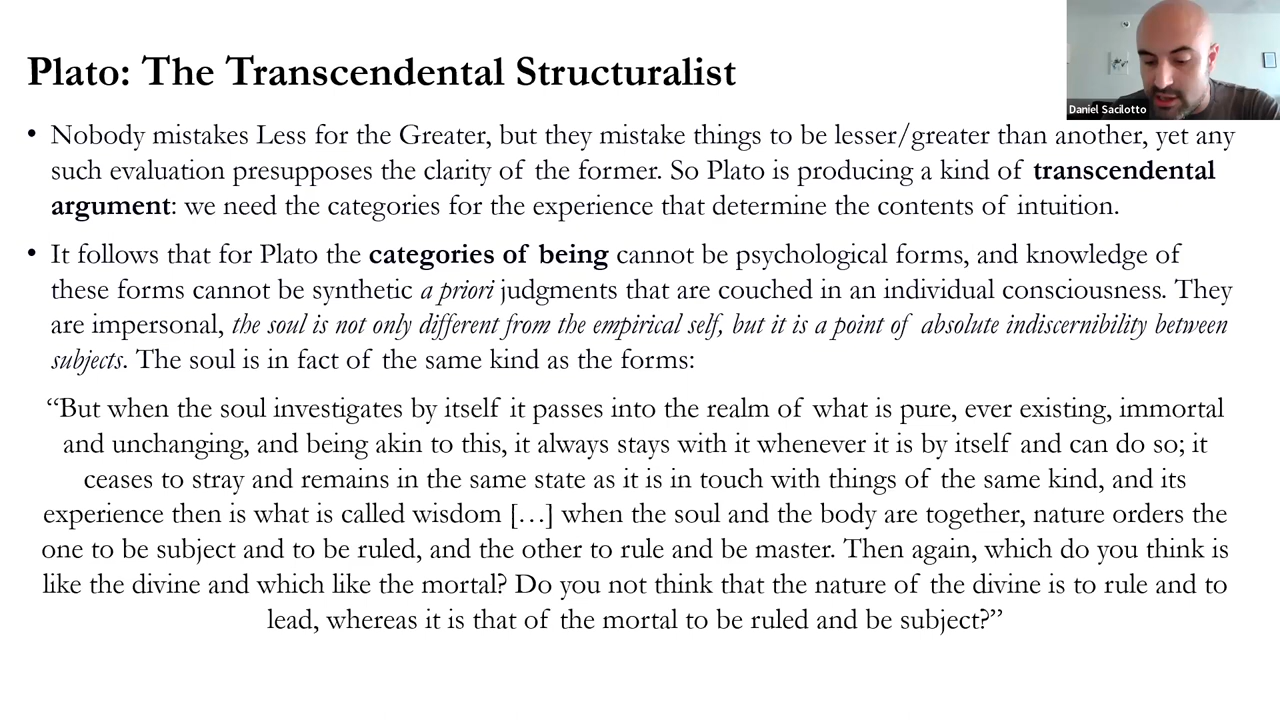 Plato: The Transcendental Structuralist
Daniel Sacilotto
• Nobody mistakes Less for the Greater, but they mistake things to be lesser/greater than another, yet any
such evaluation presupposes the clarity of the former. So Plato is producing a kind of transcendental
argument: we need the categories for the experience that determine the contents of intuition.
• It follows that for Plato the categories of being cannot be psychological forms, and knowledge of
these forms cannot be synthetic a priori judgments that are couched in an individual consciousness. They
are impersonal, the soul is not only different from the empirical self, but it is a point of absolute indiscernibility between
subjects. The soul is in fact of the same kind as the forms:
“But when the soul investigates by itself it passes into the realm of what is pure, ever existing, immortal
and unchanging, and being akin to this, it always stays with it whenever it is by itself and can do so; it
ceases to stray and remains in the same state as it is in touch with things of the same kind, and its
experience then is what is called wisdom […] when the soul and the body are together, nature orders the
one to be subject and to be ruled, and the other to rule and be master. Then again, which do you think is
like the divine and which like the mortal? Do you not think that the nature of the divine is to rule and to
lead, whereas it is that of the mortal to be ruled and be subject?”